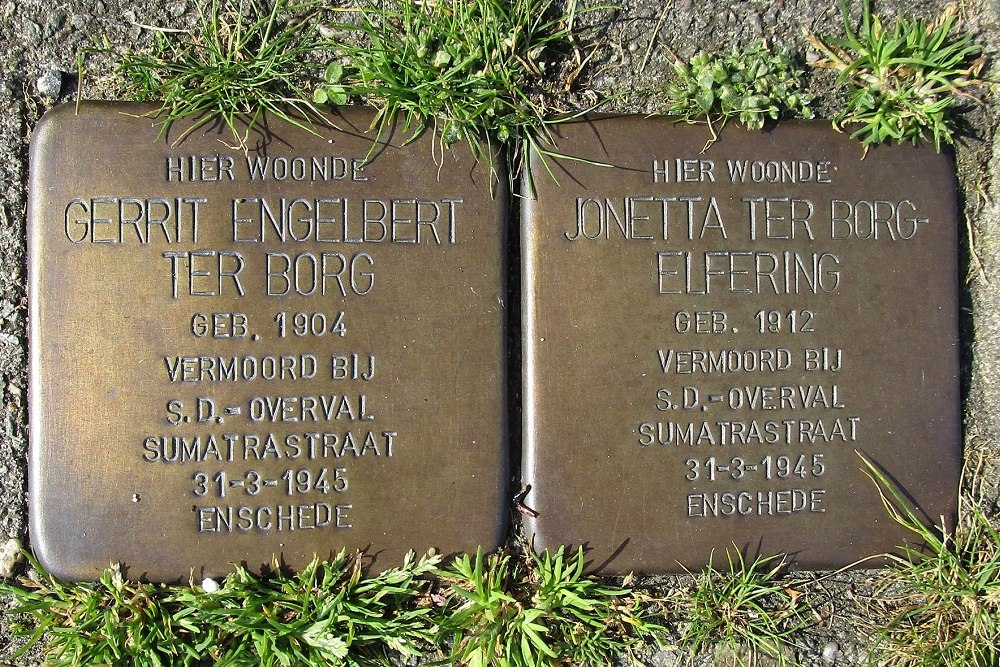 HIER WOONDE
GERRIT ENGELBERT
TER BORG
GEB. 1904
VERMOORD BIJ
S.D.-OVERVAL
SUMATRASTRAAT
31-3-1945
ENSCHEDE
HIER WOONDE
JONETTA TER BORG-
ELFERING
GEB. 1912
VERMOORD BIJ
S.D.-OVERVAL
SUMATRASTRAAT
31-3-1945
ENSCHEDE